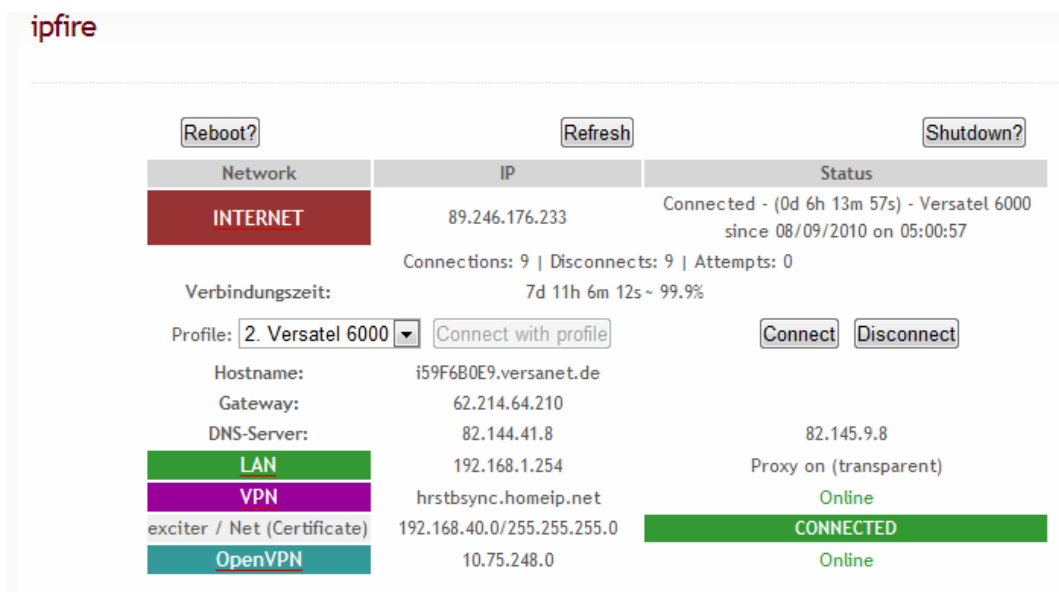 ipfire
Reboot? Refresh Shutdown?
Network IP Status
INTERNET 89.246.176.233 Connected - (0d 6h 13m 57s) - Versatel 6000
since 08/09/2010 on 05:00:57
Connections: 9 | Disconnects: 9 | Attempts: 0
Verbindungszeit: 7d 11h 6m 12s ~ 99.9%
Profile: 2. Versatel 6000 Connect with profile Connect Disconnect
Hostname: i59F6B0E9.versanet.de
Gateway: 62.214.64.210
DNS-Server: 82.144.41.8 82.145.9.8
LAN 192.168.1.254 Proxy on (transparent)
VPN hrstbsync.homeip.net Online
exciter / Net (Certificate) 192.168.40.0/255.255.255.0 CONNECTED
OpenVPN 10.75.248.0 Online